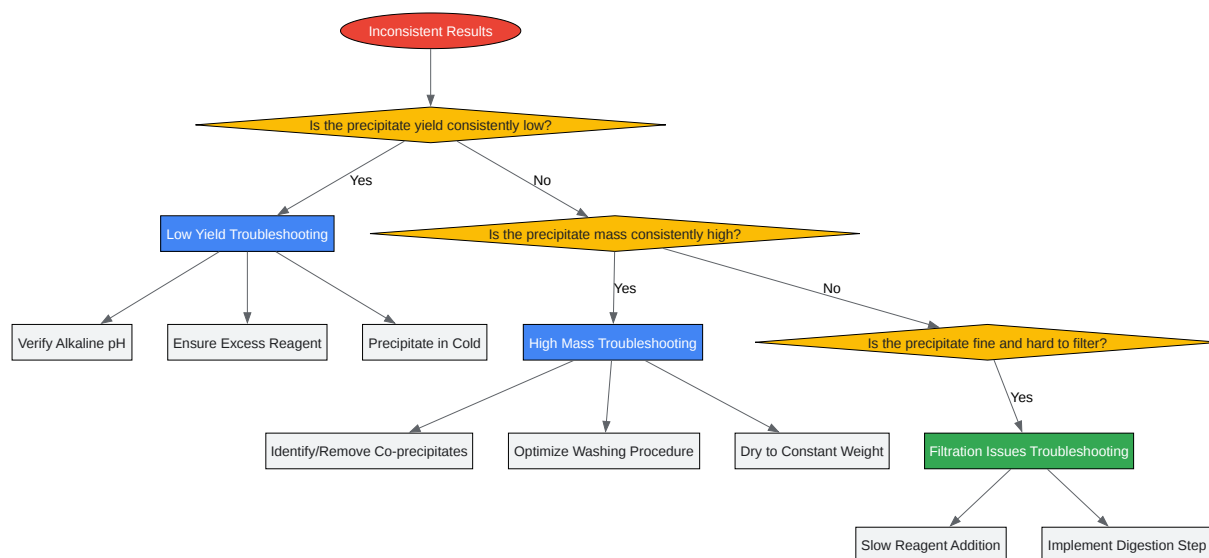 Inconsistent Results
Is the precipitate yield consistently low?
Yes
No
Low Yield Troubleshooting
Is the precipitate mass consistently high?
Yes
No
Verify Alkaline pH
Ensure Excess Reagent
Precipitate in Cold
High Mass Troubleshooting
Is the precipitate fine and hard to filter?
Yes
Identify/Remove Co-precipitates
Optimize Washing Procedure
Dry to Constant Weight
Filtration Issues Troubleshooting
Slow Reagent Addition
Implement Digestion Step